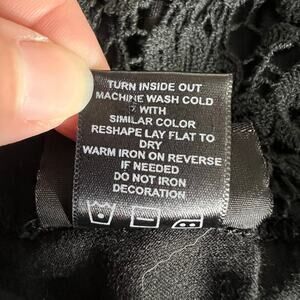 TURN INSIDE OUT
MACHINE WASH COLD
WITH
SIMILAR COLOR
RESHAPE LAY FLAT TO
DRY
WARM IRON ON REVERSE
IF NEEDED
DO NOT IRON
DECORATION